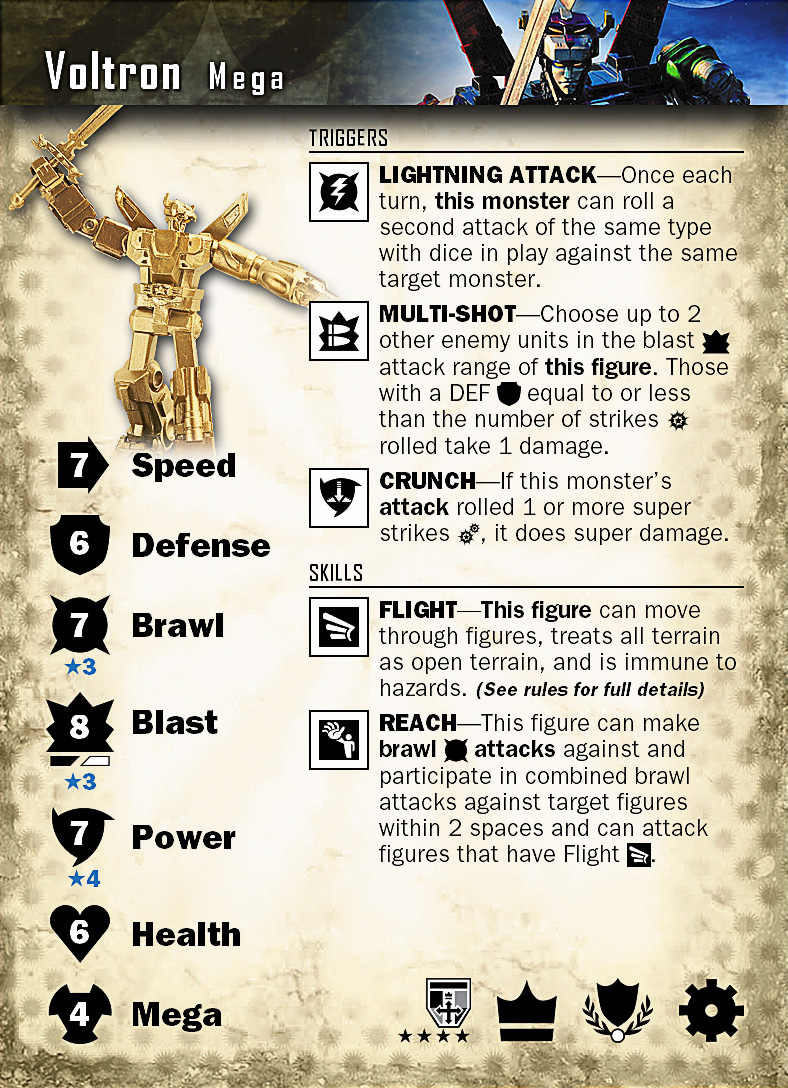 Voltron Mega
TRIGGERS
LIGHTNING ATTACK—Once each
turn, this monster can roll a
second attack of the same type
with dice in play against the same
target monster.
MULTI-SHOT—Choose up to 2
other enemy units in the blast
attack range of this figure. Those
with a DEF equal to or less
than the number of strikes
rolled take 1 damage.
CRUNCH—If this monster's
attack rolled 1 or more super
strikes , it does super damage.
SKILLS
FLIGHT—This figure can move
through figures, treats all terrain
as open terrain, and is immune to
hazards. (See rules for full details)
REACH—This figure can make
brawl attacks against and
participate in combined brawl
attacks against target figures
within 2 spaces and can attack
figures that have Flight .
7 Speed
6 Defense
7 Brawl
★3
8 Blast
★3
7 Power
★4
6 Health
4 Mega
★★★★